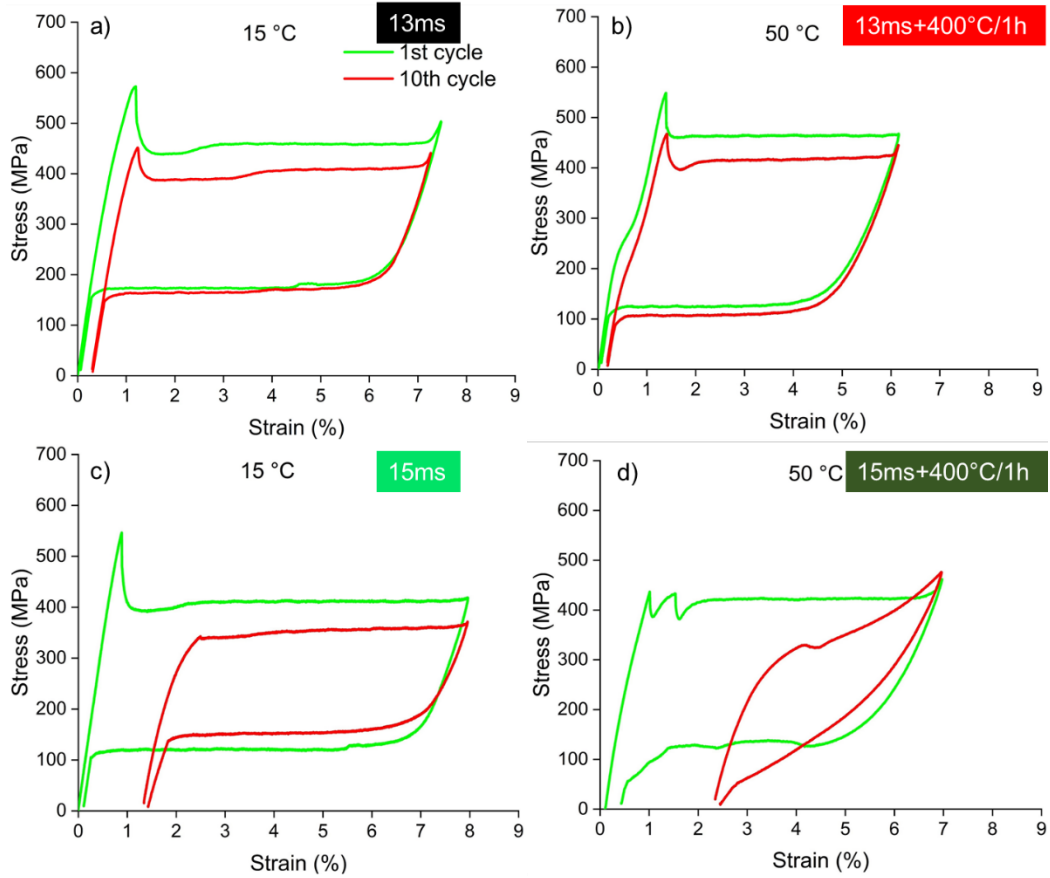 a)
15 °C
13ms
1st cycle
10th cycle
700
600
500
400
300
200
100
0
Stress (MPa)
0 1 2 3 4 5 6 7 8 9
Strain (%)
b)
50 °C
13ms+400°C/1h
700
600
500
400
300
200
100
0
Stress (MPa)
0 1 2 3 4 5 6 7 8 9
Strain (%)
c)
15 °C
15ms
700
600
500
400
300
200
100
0
Stress (MPa)
0 1 2 3 4 5 6 7 8 9
Strain (%)
d)
50 °C
15ms+400°C/1h
700
600
500
400
300
200
100
0
Stress (MPa)
0 1 2 3 4 5 6 7 8 9
Strain (%)